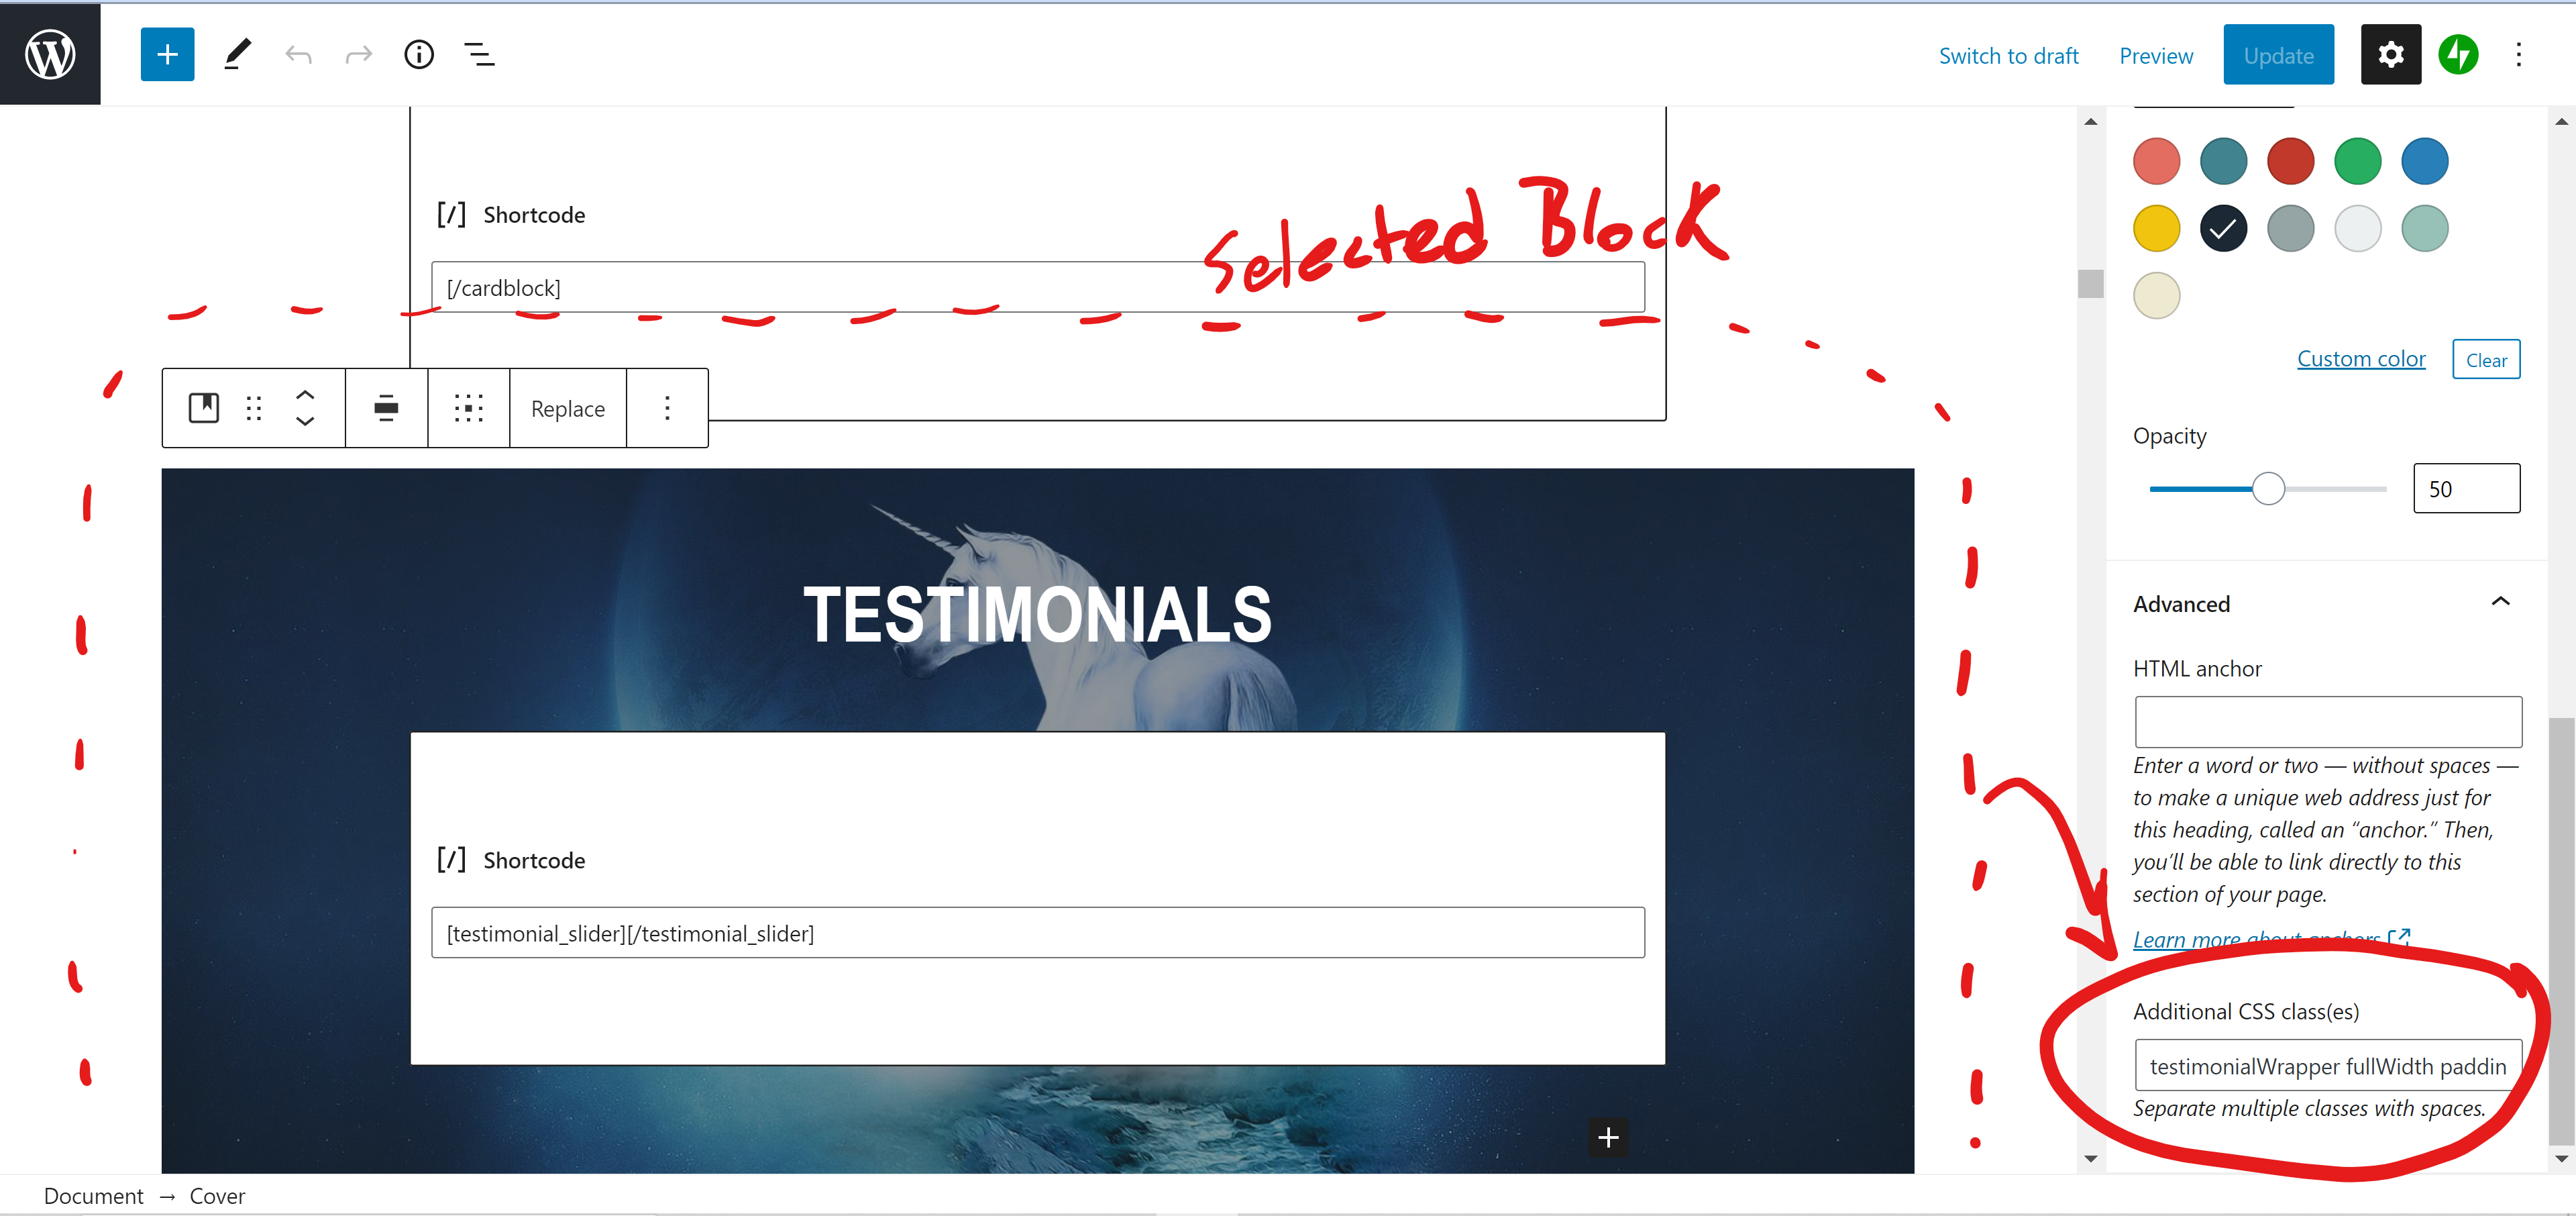 Switch to draft Preview Update
[/] Shortcode
Selected Block
[/cardblock]
Replace
TESTIMONIALS
[/] Shortcode
[testimonial_slider][/testimonial_slider]
Custom color Clear
Opacity
50
Advanced
HTML anchor
Enter a word or two — without spaces —
to make a unique web address just for
this heading, called an “anchor.” Then,
you’ll be able to link directly to this
section of your page.
Learn more about anchors
Additional CSS class(es)
testimonialWrapper fullWidth paddin
Separate multiple classes with spaces.
Document → Cover